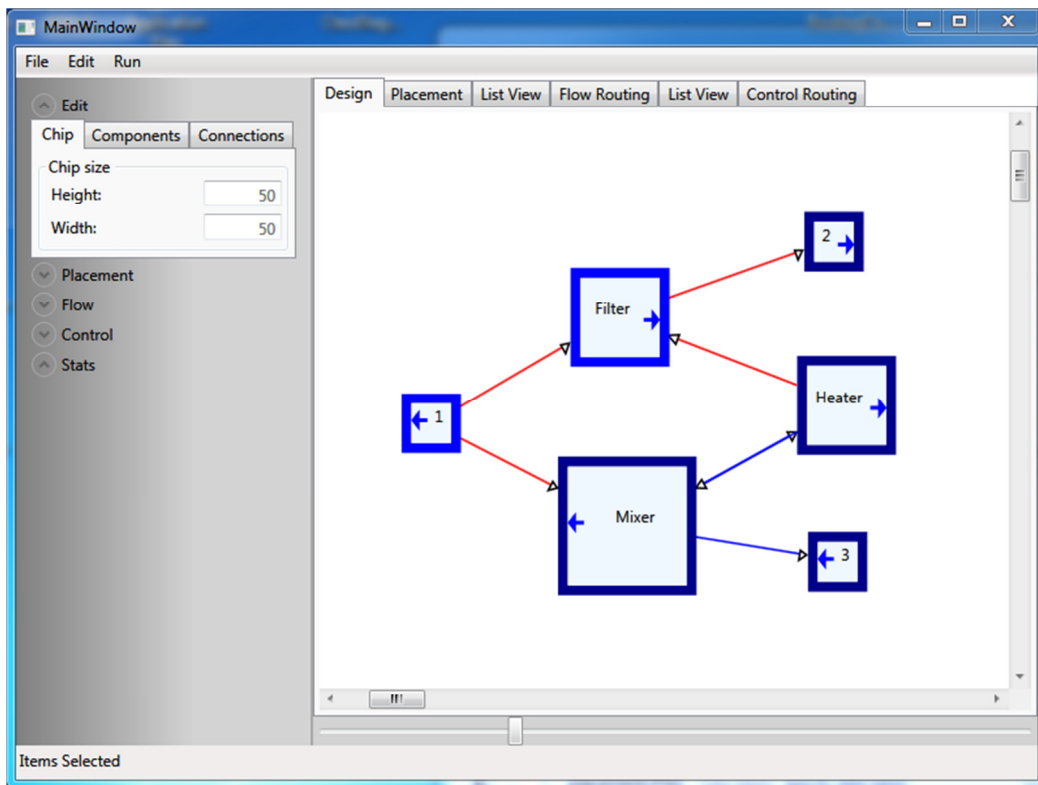 MainWindow
File Edit Run
Edit
Chip Components Connections
Chip size
Height: 50
Width: 50
Placement
Flow
Control
Stats
Design Placement List View Flow Routing List View Control Routing
2
Filter
Heater
1
Mixer
3
Items Selected